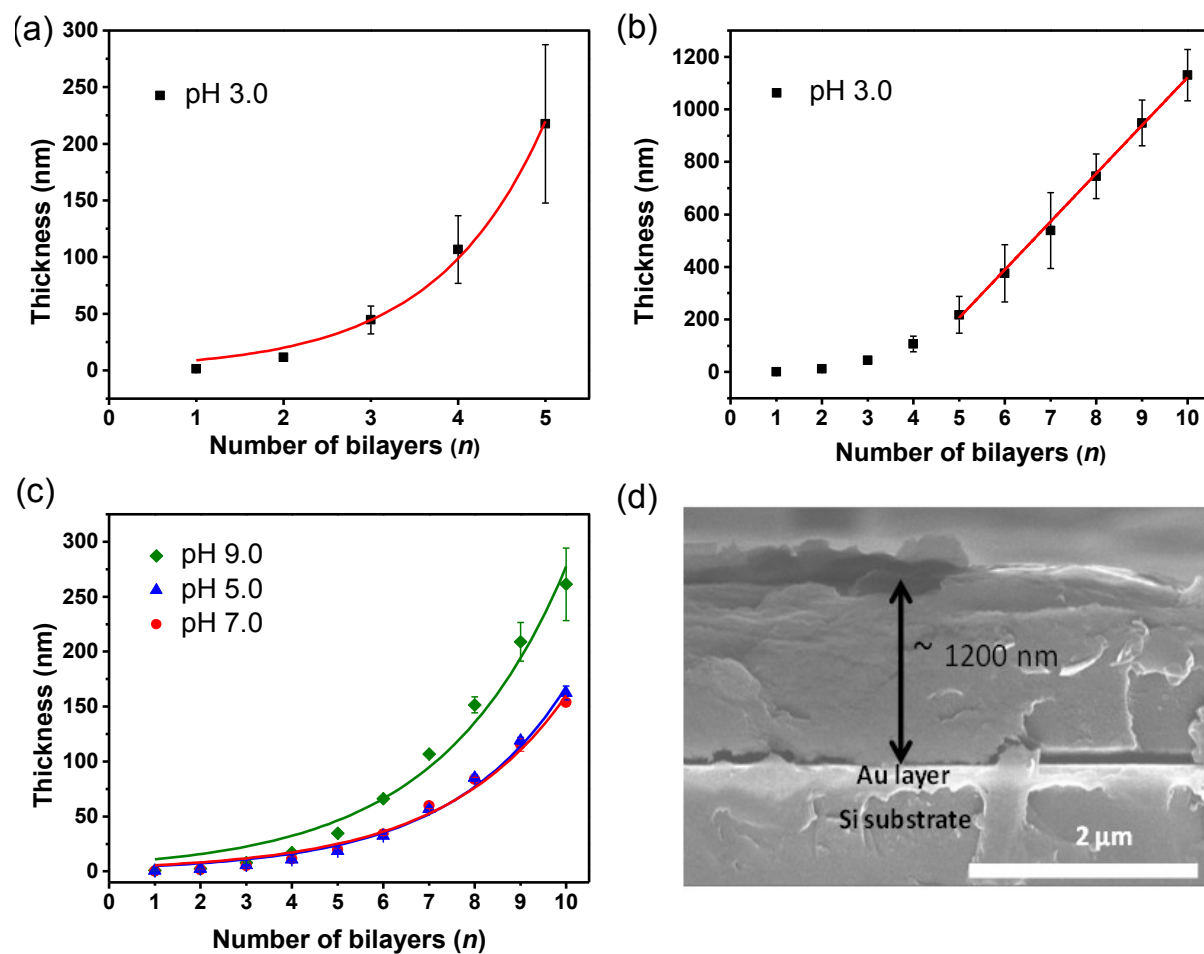 (a)
300
250
200
150
100
50
0
Thickness (nm)
pH 3.0
0 1 2 3 4 5
Number of bilayers (n)
(b)
1200
1000
800
600
400
200
0
Thickness (nm)
pH 3.0
0 1 2 3 4 5 6 7 8 9 10
Number of bilayers (n)
(c)
300
250
200
150
100
50
0
Thickness (nm)
pH 9.0
pH 5.0
pH 7.0
0 1 2 3 4 5 6 7 8 9 10
Number of bilayers (n)
(d)
~ 1200 nm
Au layer
Si substrate
2 µm